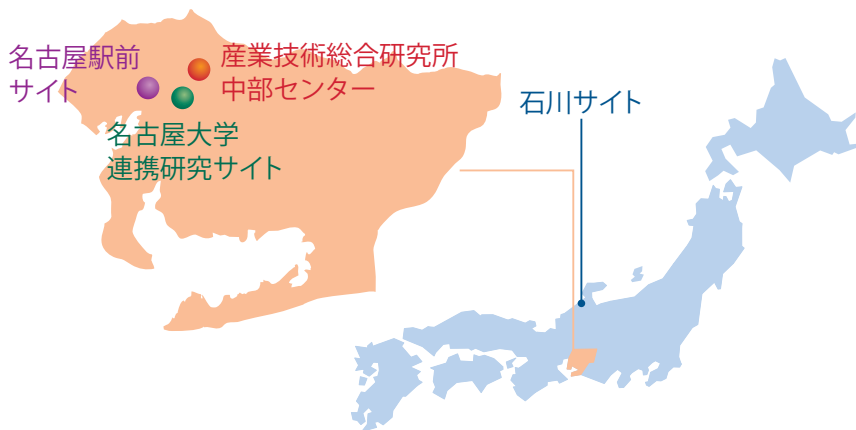 名古屋駅前
サイト
産業技術総合研究所
中部センター
名古屋大学
連携研究サイト
石川サイト